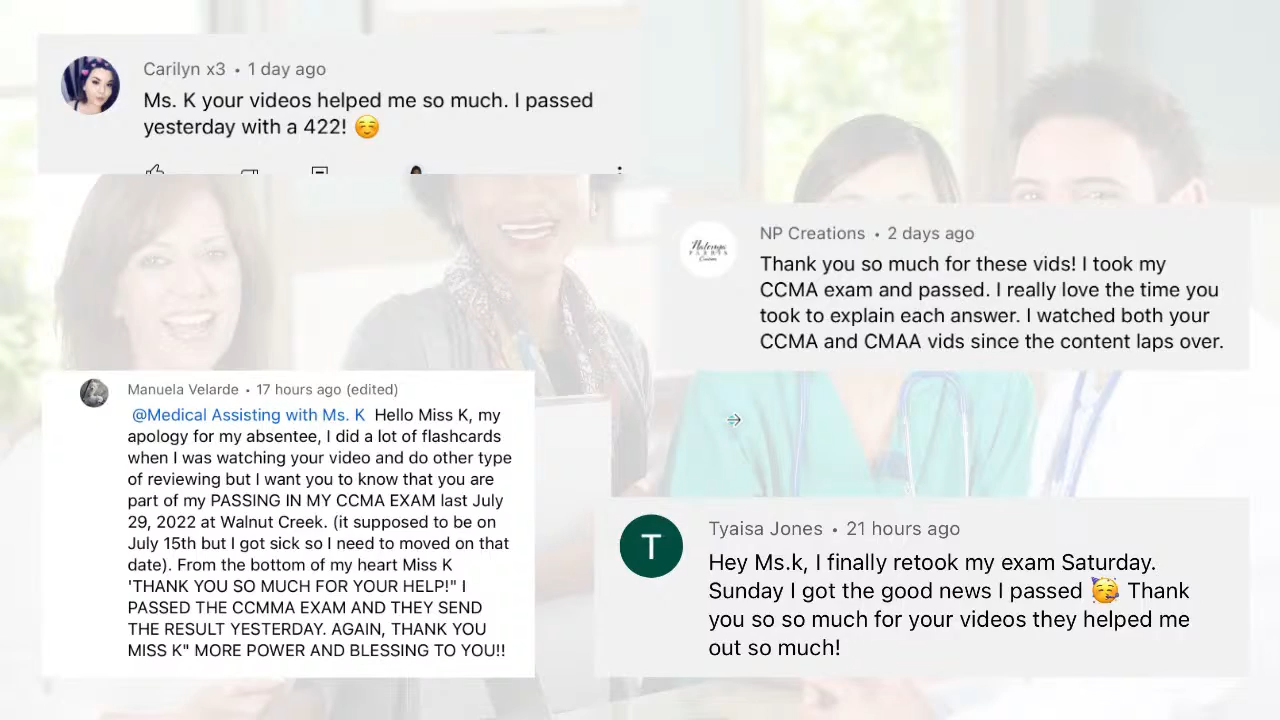 Carilyn x3 • 1 day ago
Ms. K your videos helped me so much. I passed
yesterday with a 422! ☺️
NP Creations • 2 days ago
Thank you so much for these vids! I took my
CCMA exam and passed. I really love the time you
took to explain each answer. I watched both your
CCMA and CMAA vids since the content laps over.
Manuela Velarde • 17 hours ago (edited)
@Medical Assisting with Ms. K Hello Miss K, my
apology for my absentee, I did a lot of flashcards
when I was watching your video and do other type
of reviewing but I want you to know that you are
part of my PASSING IN MY CCMA EXAM last July
29, 2022 at Walnut Creek. (it supposed to be on
July 15th but I got sick so I need to moved on that
date). From the bottom of my heart Miss K
'THANK YOU SO MUCH FOR YOUR HELP!" I
PASSED THE CCMMA EXAM AND THEY SEND
THE RESULT YESTERDAY. AGAIN, THANK YOU
MISS K" MORE POWER AND BLESSING TO YOU!!
T
Tyaisa Jones • 21 hours ago
Hey Ms.k, I finally retook my exam Saturday.
Sunday I got the good news I passed 🥳 Thank
you so so much for your videos they helped me
out so much!